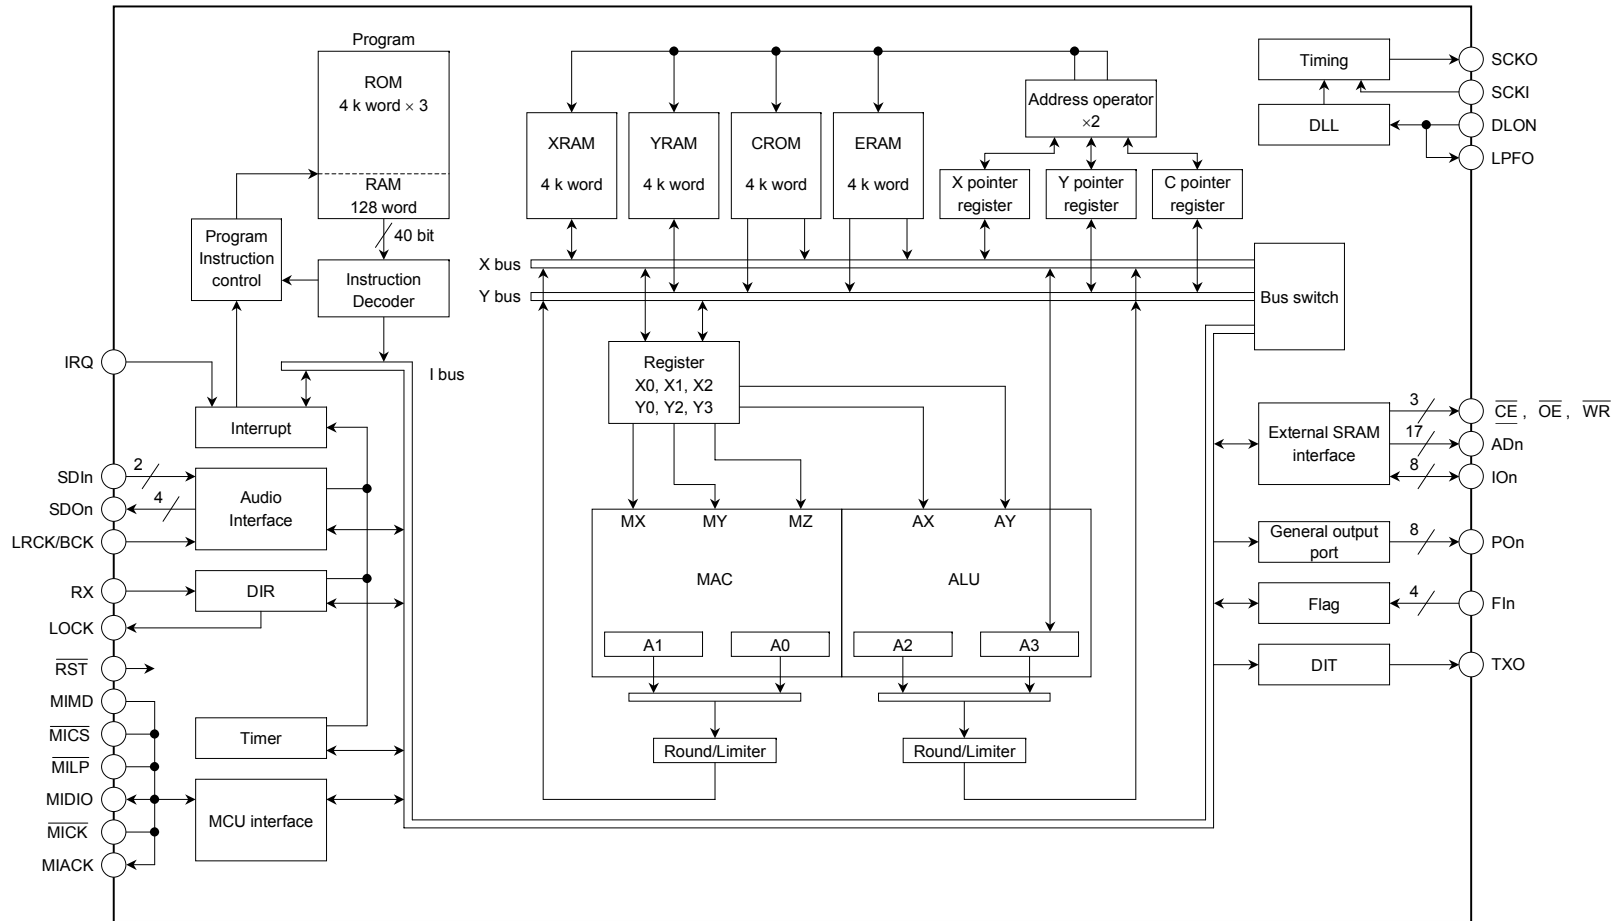 Program
ROM
4 k word × 3
RAM
128 word
40 bit
Program
Instruction
control
Instruction
Decoder
I bus
IRQ
Interrupt
SDIn
2
SDOn
4
LRCK/BCK
Audio
Interface
RX
DIR
LOCK
RST
MIMD
MICS
MILP
MIDIO
MICK
MIACK
Timer
MCU interface
XRAM
4 k word
YRAM
4 k word
CROM
4 k word
ERAM
4 k word
Address operator
×2
X pointer
register
Y pointer
register
C pointer
register
X bus
Y bus
Bus switch
Register
X0, X1, X2
Y0, Y2, Y3
MX
MY
MZ
AX
AY
MAC
ALU
A1
A0
A2
A3
Round/Limiter
Round/Limiter
Timing
DLL
SCKO
SCKI
DLON
LPFO
External SRAM
interface
3
CE , OE , WR
17
ADn
8
IOn
General output
port
8
POn
Flag
4
FIn
DIT
TXO